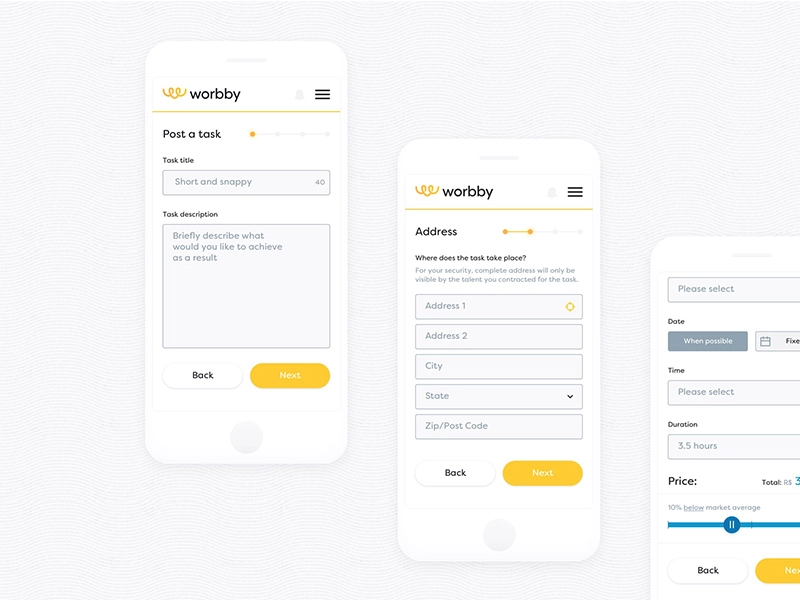 worbby
Post a task
Task title
Short and snappy 40
Task description
Briefly describe what
would you like to achieve
as a result
Back Next
worbby
Address
Where does the task take place?
For your security, complete address will only be
visible by the talent you contracted for the task.
Address 1
Address 2
City
State
Zip/Post Code
Back Next
Please select
Date
When possible Fixe
Time
Please select
Duration
3.5 hours
Price: Total: R$ 3
10% below market average
Back Nex